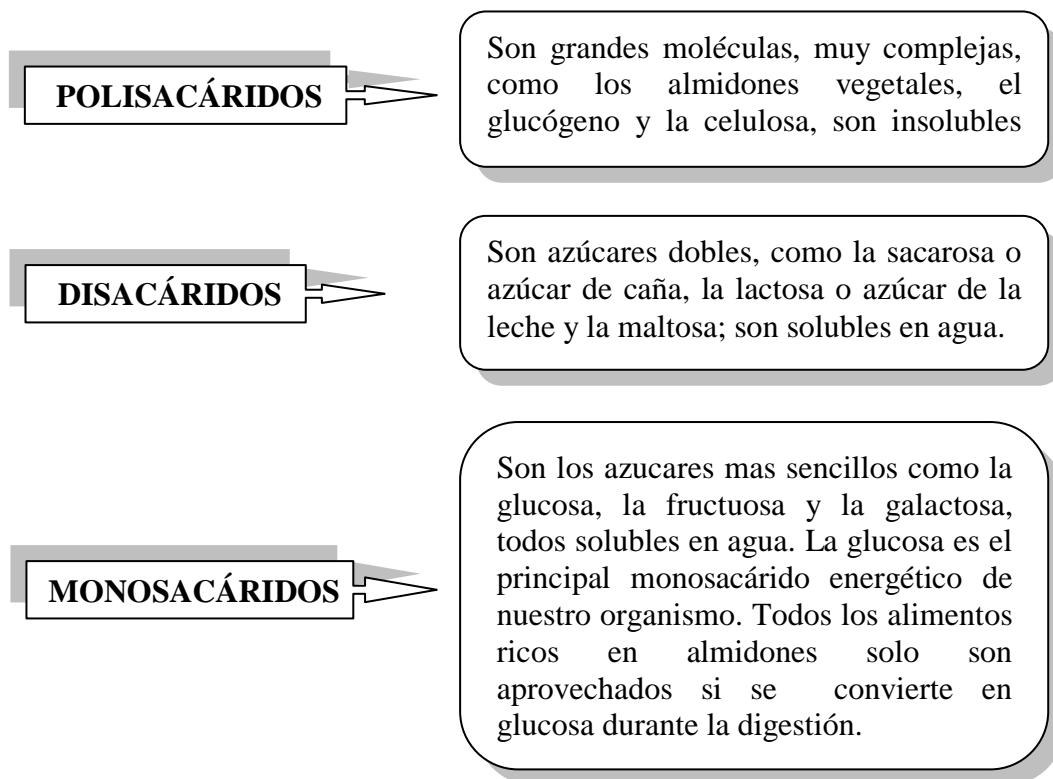 POLISACÁRIDOS
Son grandes moléculas, muy complejas,
como los almidones vegetales, el
glucógeno y la celulosa, son insolubles
DISACÁRIDOS
Son azúcares dobles, como la sacarosa o
azúcar de caña, la lactosa o azúcar de la
leche y la maltosa; son solubles en agua.
MONOSACÁRIDOS
Son los azucares mas sencillos como la
glucosa, la fructuosa y la galactosa,
todos solubles en agua. La glucosa es el
principal monosacárido energético de
nuestro organismo. Todos los alimentos
ricos en almidones solo son
aprovechados si se convierte en
glucosa durante la digestión.